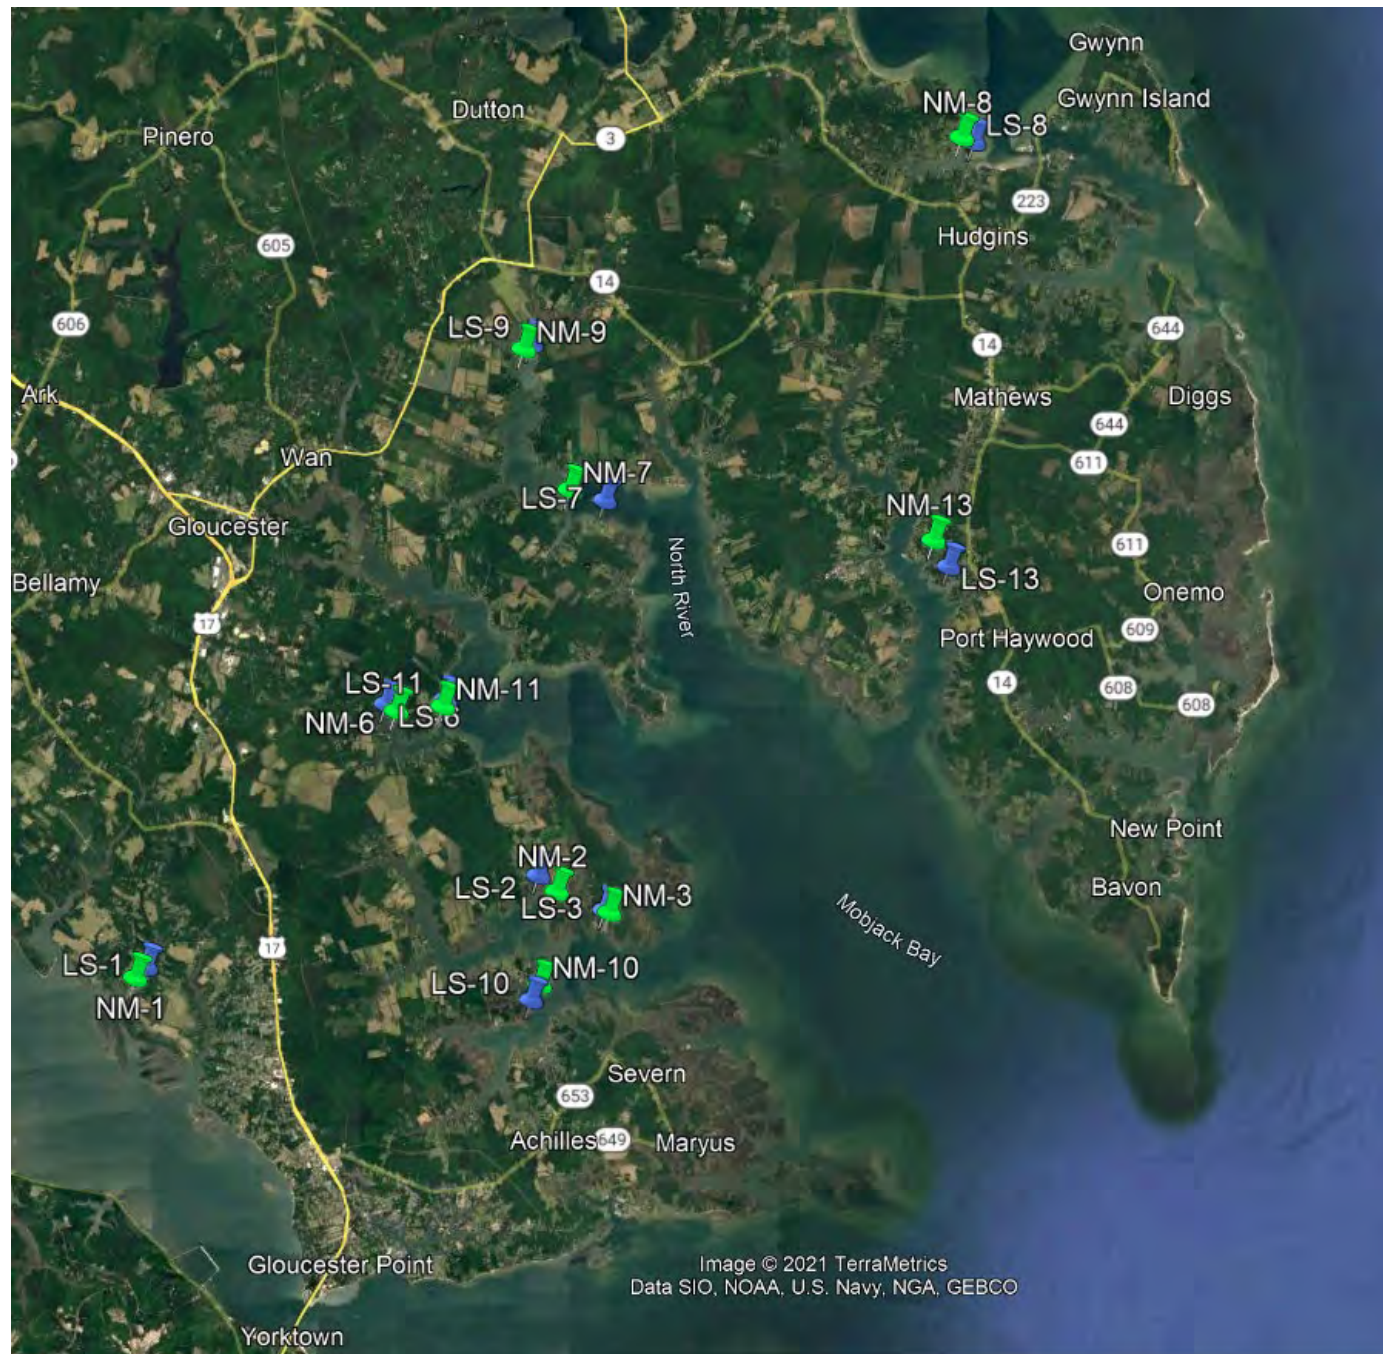 Gwynn
Gwynn Island
NM-8
LS-8
Dutton
Pinero
3
223
Hudgins
605
14
606
LS-9
NM-9
644
14
Ark
Mathews
Diggs
644
Wan
611
NM-7
LS-7
Gloucester
NM-13
611
North River
Bellamy
LS-13
Onemo
17
609
Port Haywood
14
608
608
LS-11
NM-11
NM-6
LS-6
New Point
NM-2
LS-2
LS-3
NM-3
Bavon
Mobjack Bay
17
LS-1
NM-1
NM-10
LS-10
Severn
653
Achilles
649
Maryus
Gloucester Point
Image © 2021 TerraMetrics
Data SIO, NOAA, U.S. Navy, NGA, GEBCO
Yorktown